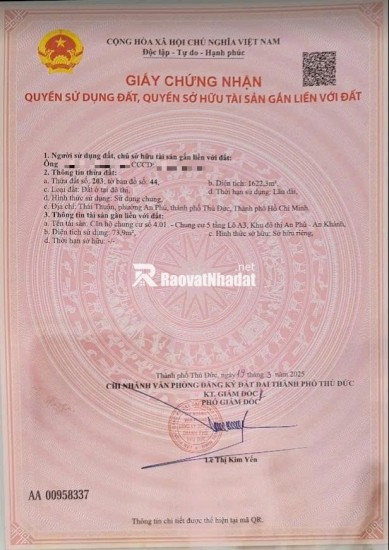 CỘNG HÒA XÃ HỘI CHỦ NGHĨA VIỆT NAM
Độc lập - Tự do - Hạnh phúc
GIẤY CHỨNG NHẬN
QUYỀN SỬ DỤNG ĐẤT, QUYỀN SỞ HỮU TÀI SẢN GẮN LIỀN VỚI ĐẤT
1. Người sử dụng đất, chủ sở hữu tài sản gắn liền với đất:
Ông CCCD:
2. Thông tin thửa đất:
a. Thửa đất số: 203, tờ bản đồ số: 44, b. Diện tích: 1622,3m²,
c. Loại đất: Đất ở tại đô thị, d. Thời hạn sử dụng: Lâu dài,
đ. Hình thức sử dụng: Sử dụng chung,
e. Địa chỉ: Thái Thuận, phường An Phú, thành phố Thủ Đức, Thành phố Hồ Chí Minh.
3. Thông tin tài sản gắn liền với đất:
a. Tên tài sản: Căn hộ chung cư số 4.01 - Chung cư 5 tầng Lô A5, Khu đô thị An Phú - An Khánh,
b. Diện tích sử dụng: 73,9m², c. Hình thức sở hữu: Sở hữu riêng,
d. Thời hạn sở hữu: -/-
RaovatNhadat
.net
Thành phố Thủ Đức, ngày 19 tháng 3 năm 2025
CHI NHÁNH VĂN PHÒNG ĐĂNG KÝ ĐẤT ĐAI THÀNH PHỐ THỦ ĐỨC
KT. GIÁM ĐỐC
PHÓ GIÁM ĐỐC
Lê Thị Kim Yến
AA 00958337
Thông tin chi tiết được thể hiện tại mã QR.